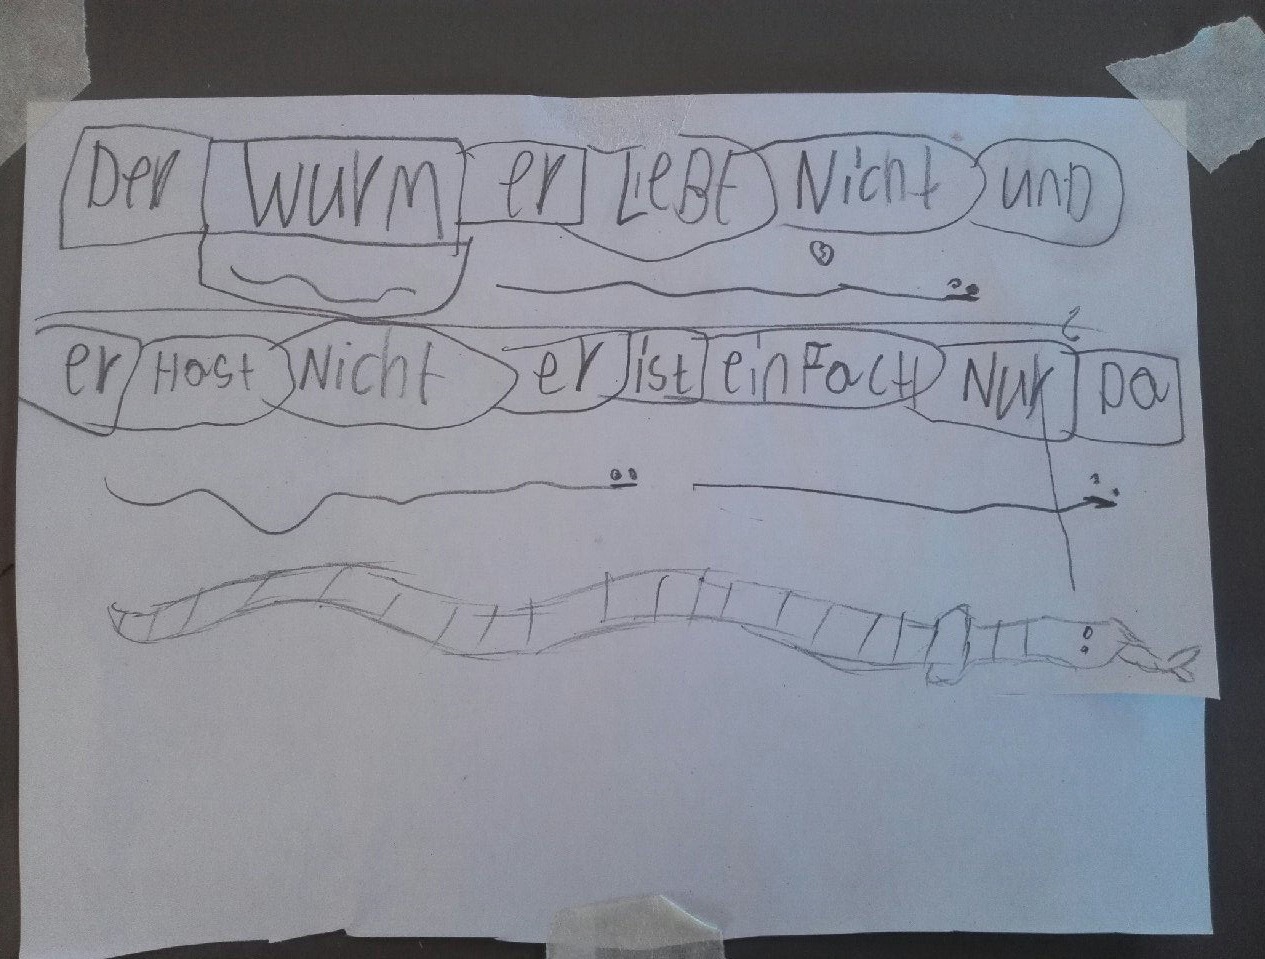 Der Wurm er LieBt Nicht unD
er Hast Nicht er ist einFacH Nur Da